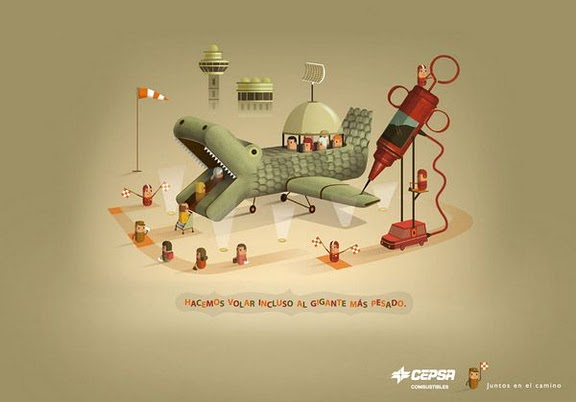 HACEMOS VOLAR INCLUSO AL GIGANTE MÁS PESADO.
CEPSA
COMBUSTIBLES
Juntos en el camino